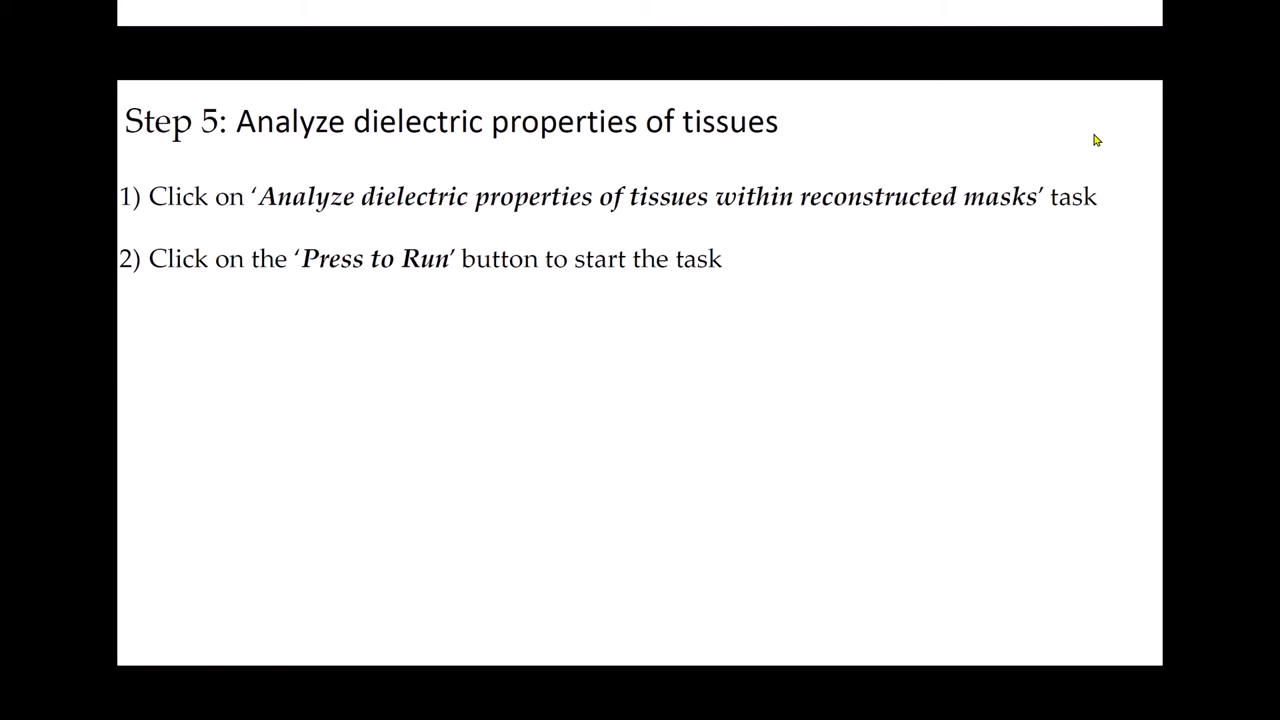 Step 5: Analyze dielectric properties of tissues
1) Click on ‘Analyze dielectric properties of tissues within reconstructed masks’ task
2) Click on the ‘Press to Run’ button to start the task